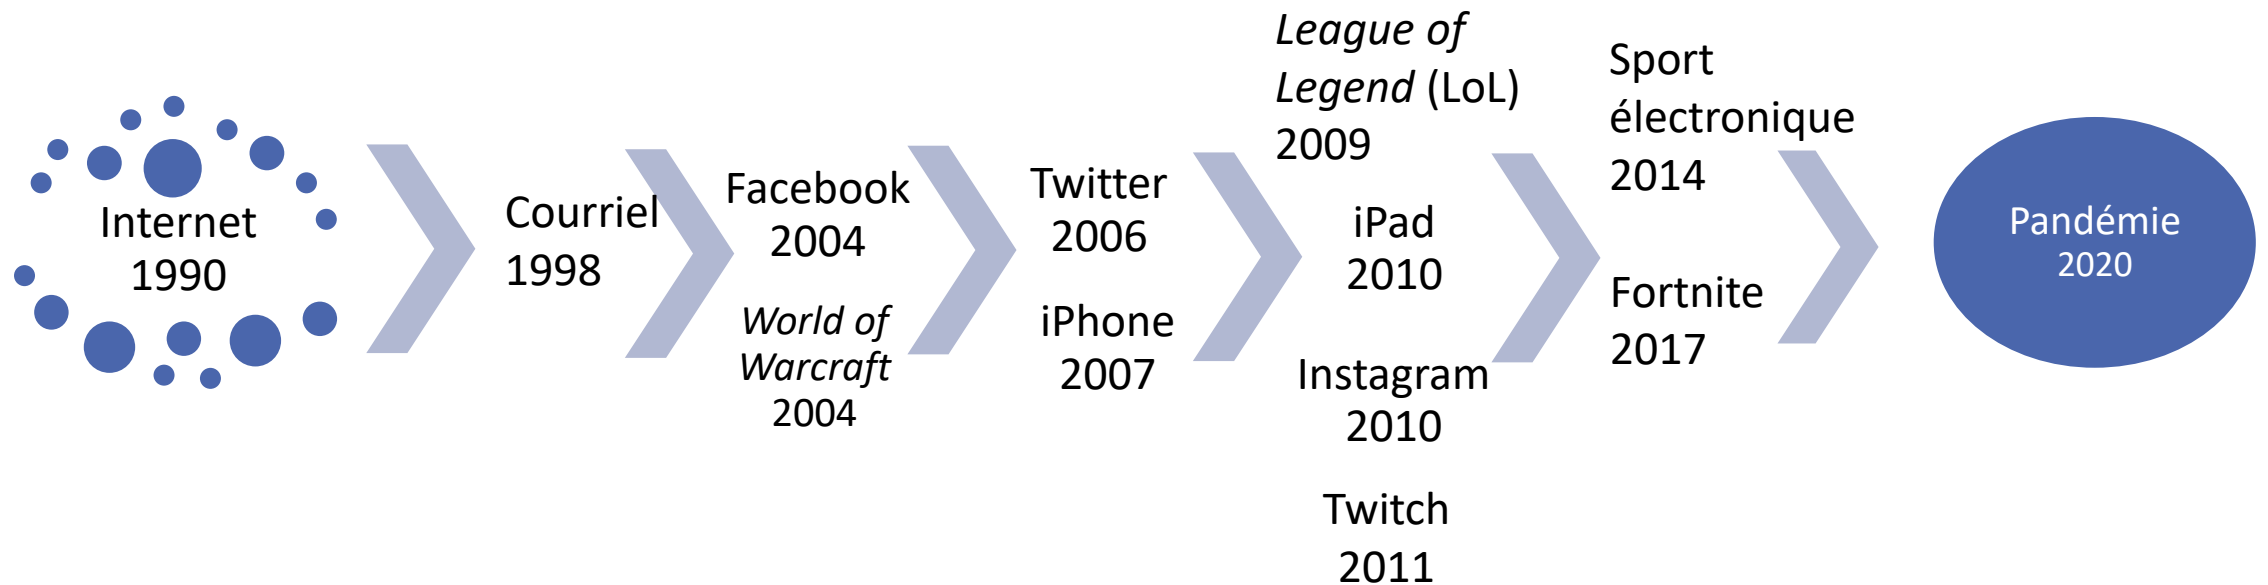 Internet
1990
Courriel
1998
Facebook
2004
World of
Warcraft
2004
Twitter
2006
iPhone
2007
League of
Legend (LoL)
2009
iPad
2010
Instagram
2010
Twitch
2011
Sport
électronique
2014
Fortnite
2017
Pandémie
2020